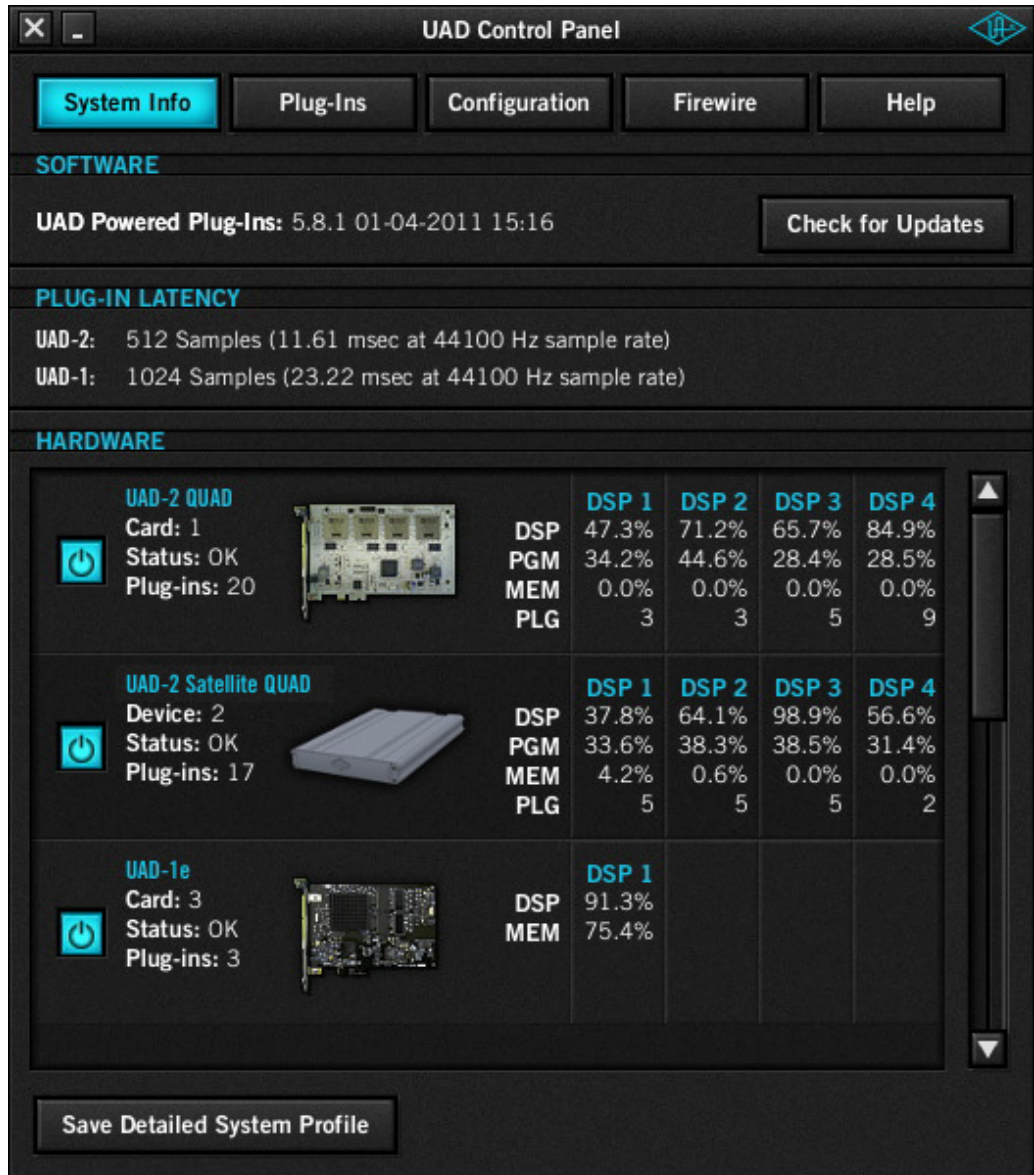 UAD Control Panel
System Info Plug-Ins Configuration Firewire Help
SOFTWARE
UAD Powered Plug-Ins: 5.8.1 01-04-2011 15:16 Check for Updates
PLUG-IN LATENCY
UAD-2: 512 Samples (11.61 msec at 44100 Hz sample rate)
UAD-1: 1024 Samples (23.22 msec at 44100 Hz sample rate)
HARDWARE
UAD-2 QUAD DSP 1 DSP 2 DSP 3 DSP 4
Card: 1 DSP 47.3% 71.2% 65.7% 84.9%
Status: OK PGM 34.2% 44.6% 28.4% 28.5%
Plug-ins: 20 MEM 0.0% 0.0% 0.0% 0.0%
PLG 3 3 5 9
UAD-2 Satellite QUAD DSP 1 DSP 2 DSP 3 DSP 4
Device: 2 DSP 37.8% 64.1% 98.9% 56.6%
Status: OK PGM 33.6% 38.3% 38.5% 31.4%
Plug-ins: 17 MEM 4.2% 0.6% 0.0% 0.0%
PLG 5 5 5 2
UAD-1e DSP 1
Card: 3 DSP 91.3%
Status: OK MEM 75.4%
Plug-ins: 3
Save Detailed System Profile